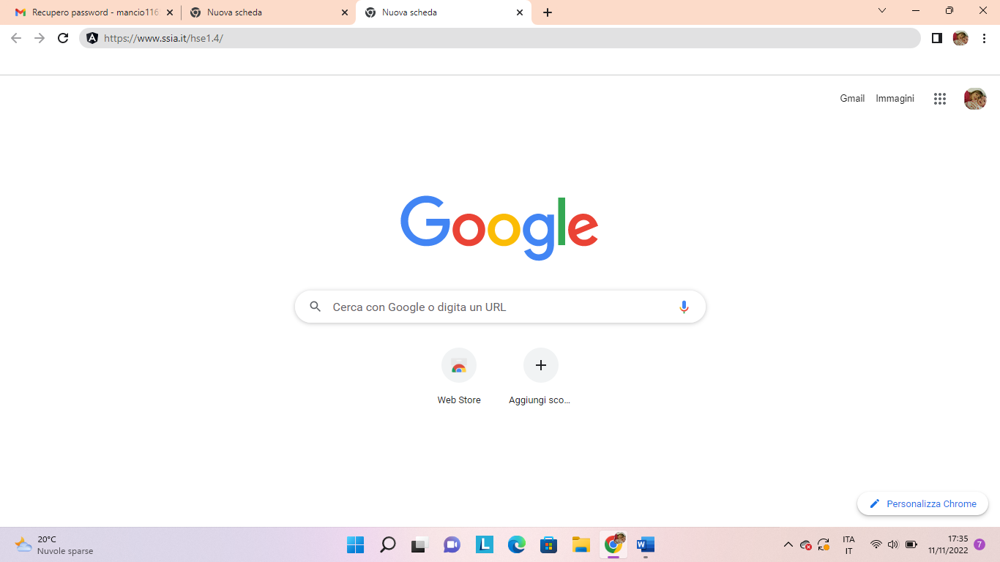 Recupero password - mancio116
Nuova scheda
Nuova scheda
https://www.ssia.it/hse1.4/
Gmail
Immagini
Google
Cerca con Google o digita un URL
Web Store
Aggiungi sco...
Personalizza Chrome
20°C
Nuvole sparse
L
W
ITA
IT
17:35
11/11/2022
7